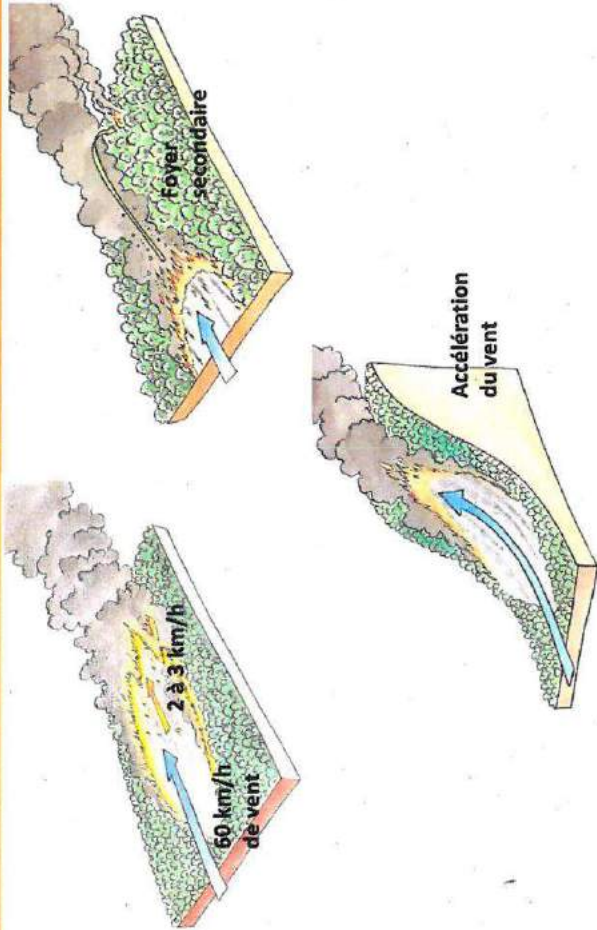 60 km/h
de vent
2 à 3 km/h
Foyer
secondaire
Accélération
du vent